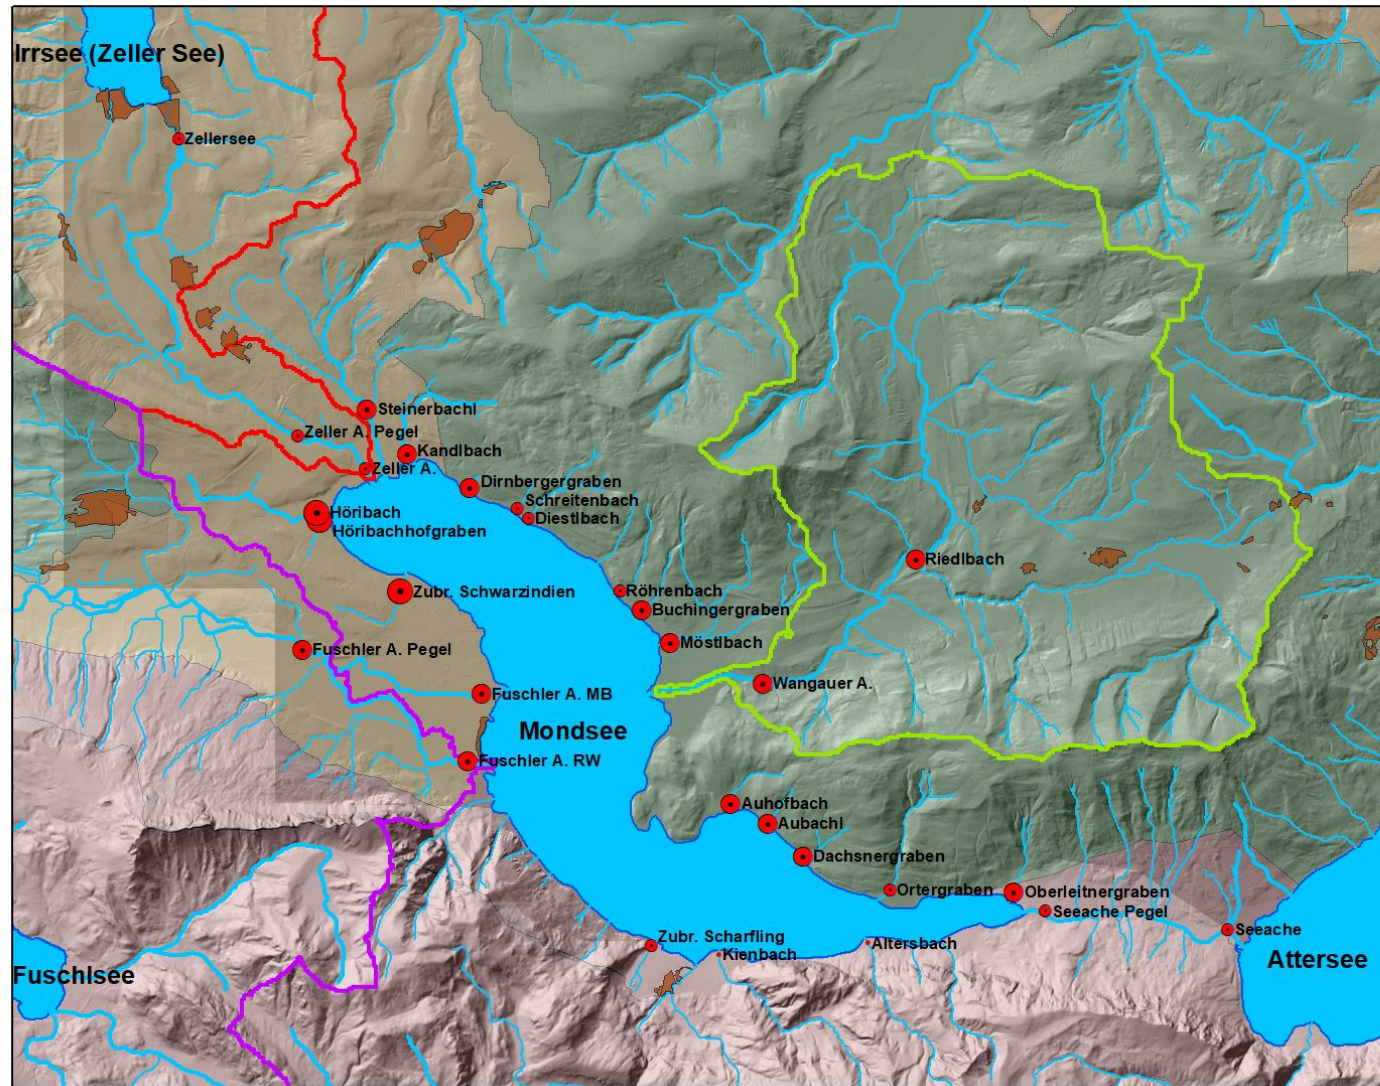 Irrsee (Zeller See)
Zellersee
Steinerbachl
Zeller A. Pegel
Kandlbach
Zeller A.
Dirnbergergraben
Schreitenbach
Diestlbach
Höribach
Höribachhofgraben
Riedlbach
Zubr. Schwarzindien
Röhrenbach
Buchingergraben
Möstlbach
Fuschler A. Pegel
Wangauer A.
Fuschler A. MB
Mondsee
Fuschler A. RW
Auhofbach
Aubachl
Dachsnergraben
Ortergraben
Oberleitnergraben
Seeache Pegel
Seeache
Zubr. Scharfling
Altersbach
Kienbach
Attersee
Fuschlsee